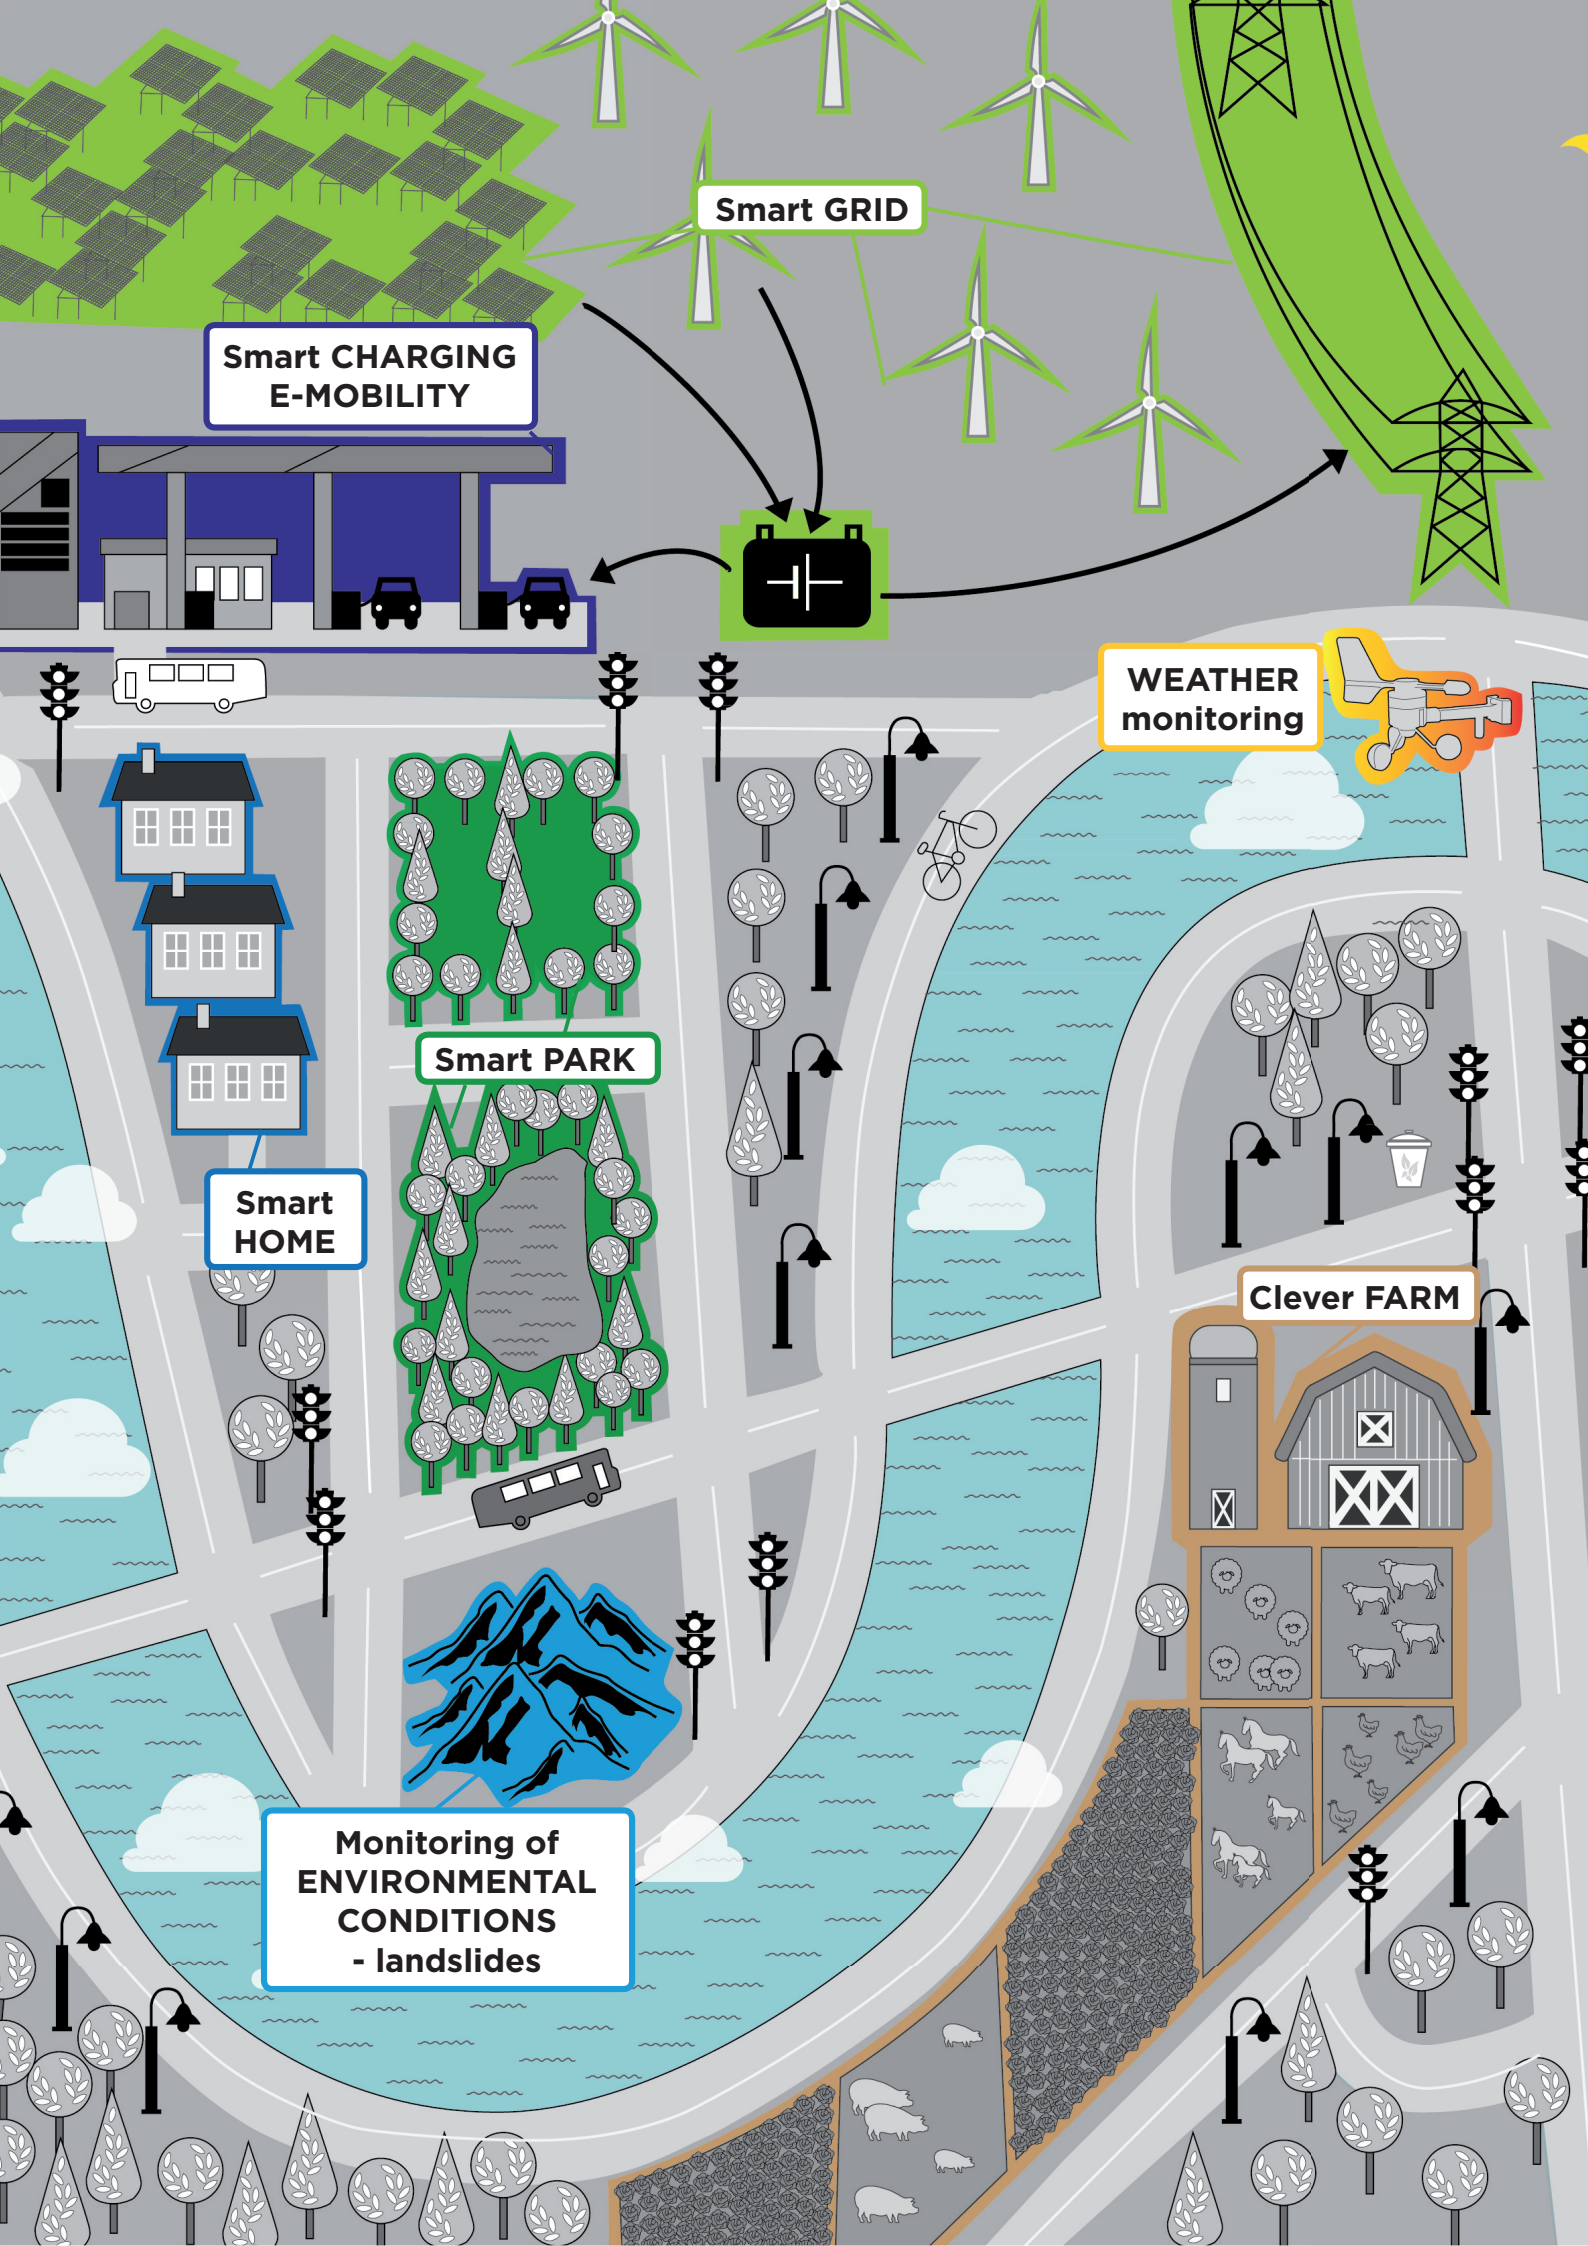 Smart GRID
Smart CHARGING
E-MOBILITY
WEATHER
monitoring
Smart PARK
Smart
HOME
Clever FARM
Monitoring of
ENVIRONMENTAL
CONDITIONS
- landslides